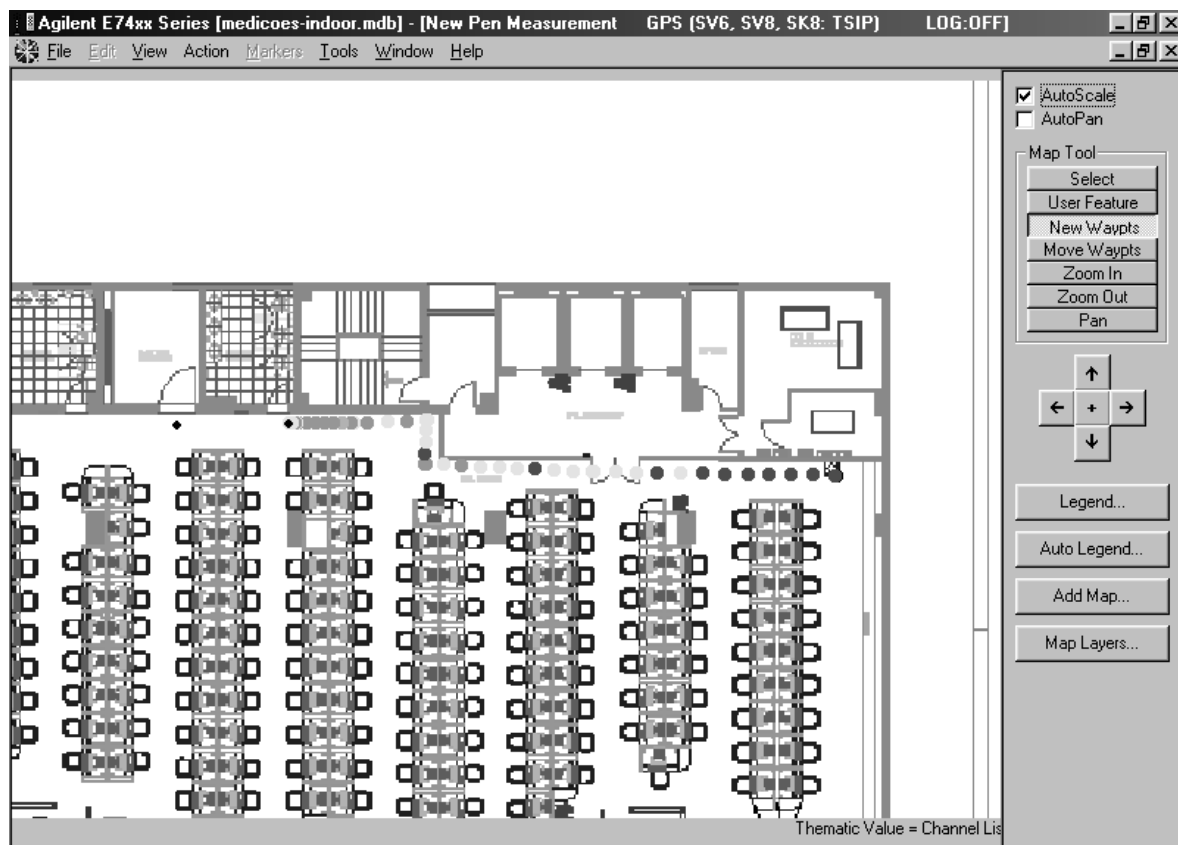 Agilent E74xx Series [medicoes-indoor.mdb] - [New Pen Measurement GPS (SV6, SV8, SK8: TSIP) LOG:OFF]
File Edit View Action Markers Tools Window Help
AutoScale
AutoPan
Map Tool
Select
User Feature
New Waypts
Move Waypts
Zoom In
Zoom Out
Pan
Legend...
Auto Legend...
Add Map...
Map Layers...
Thematic Value = Channel Lis